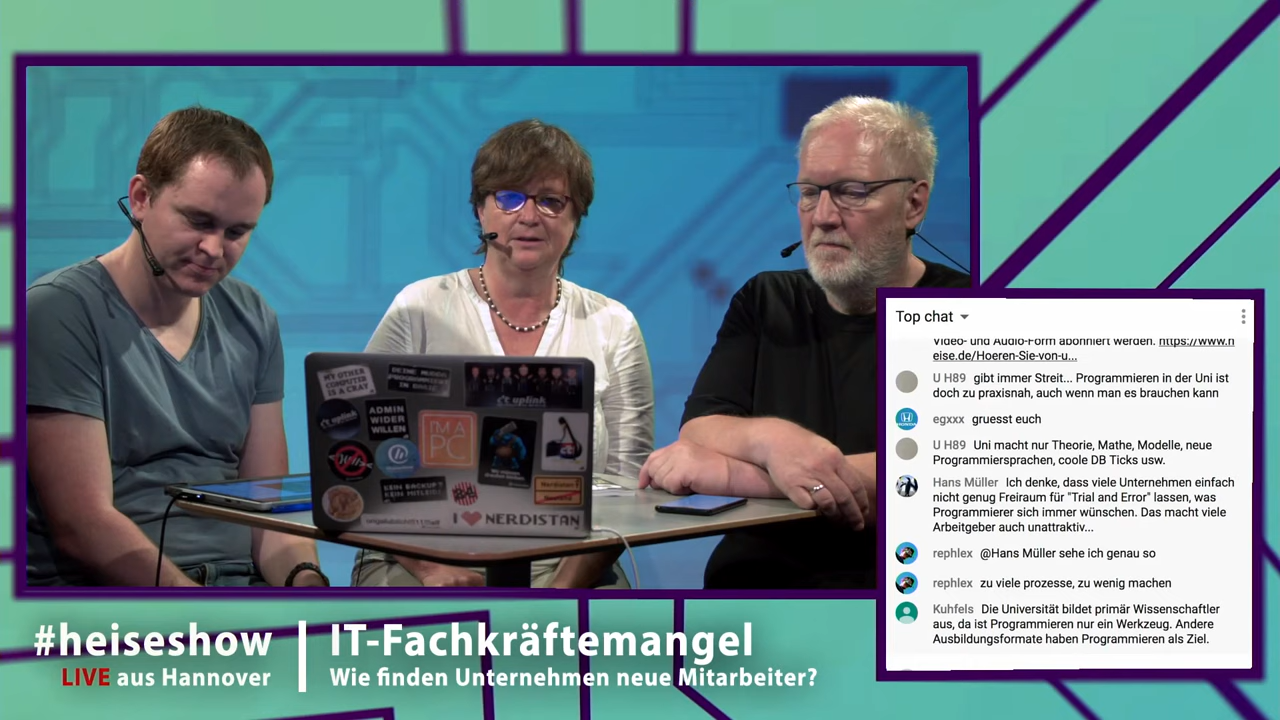 MY OTHER
COMPUTER
IS A CRAY.
DEINE MUDDA
PROGRAMMIERT
IN BASIC!
c't uplink
c't uplink
ADMIN
WIDER
WILLEN
I'M A
PC
KEIN BACKUP?
KEIN MITLEID!
I ❤ NERDISTAN
Top chat
Video- und Audio-Form abonniert werden. https://www.h
eise.de/Hoeren-Sie-von-u...
U H89 gibt immer Streit... Programmieren in der Uni ist
doch zu praxisnah, auch wenn man es brauchen kann
HONDA
egxxx gruesst euch
U H89 Uni macht nur Theorie, Mathe, Modelle, neue
Programmiersprachen, coole DB Ticks usw.
Hans Müller Ich denke, dass viele Unternehmen einfach
nicht genug Freiraum für "Trial and Error" lassen, was
Programmierer sich immer wünschen. Das macht viele
Arbeitgeber auch unattraktiv...
rephlex @Hans Müller sehe ich genau so
rephlex zu viele prozesse, zu wenig machen
Kuhfels Die Universität bildet primär Wissenschaftler
aus, da ist Programmieren nur ein Werkzeug. Andere
Ausbildungsformate haben Programmieren als Ziel.
#heiseshow
LIVE aus Hannover
IT-Fachkräftemangel
Wie finden Unternehmen neue Mitarbeiter?